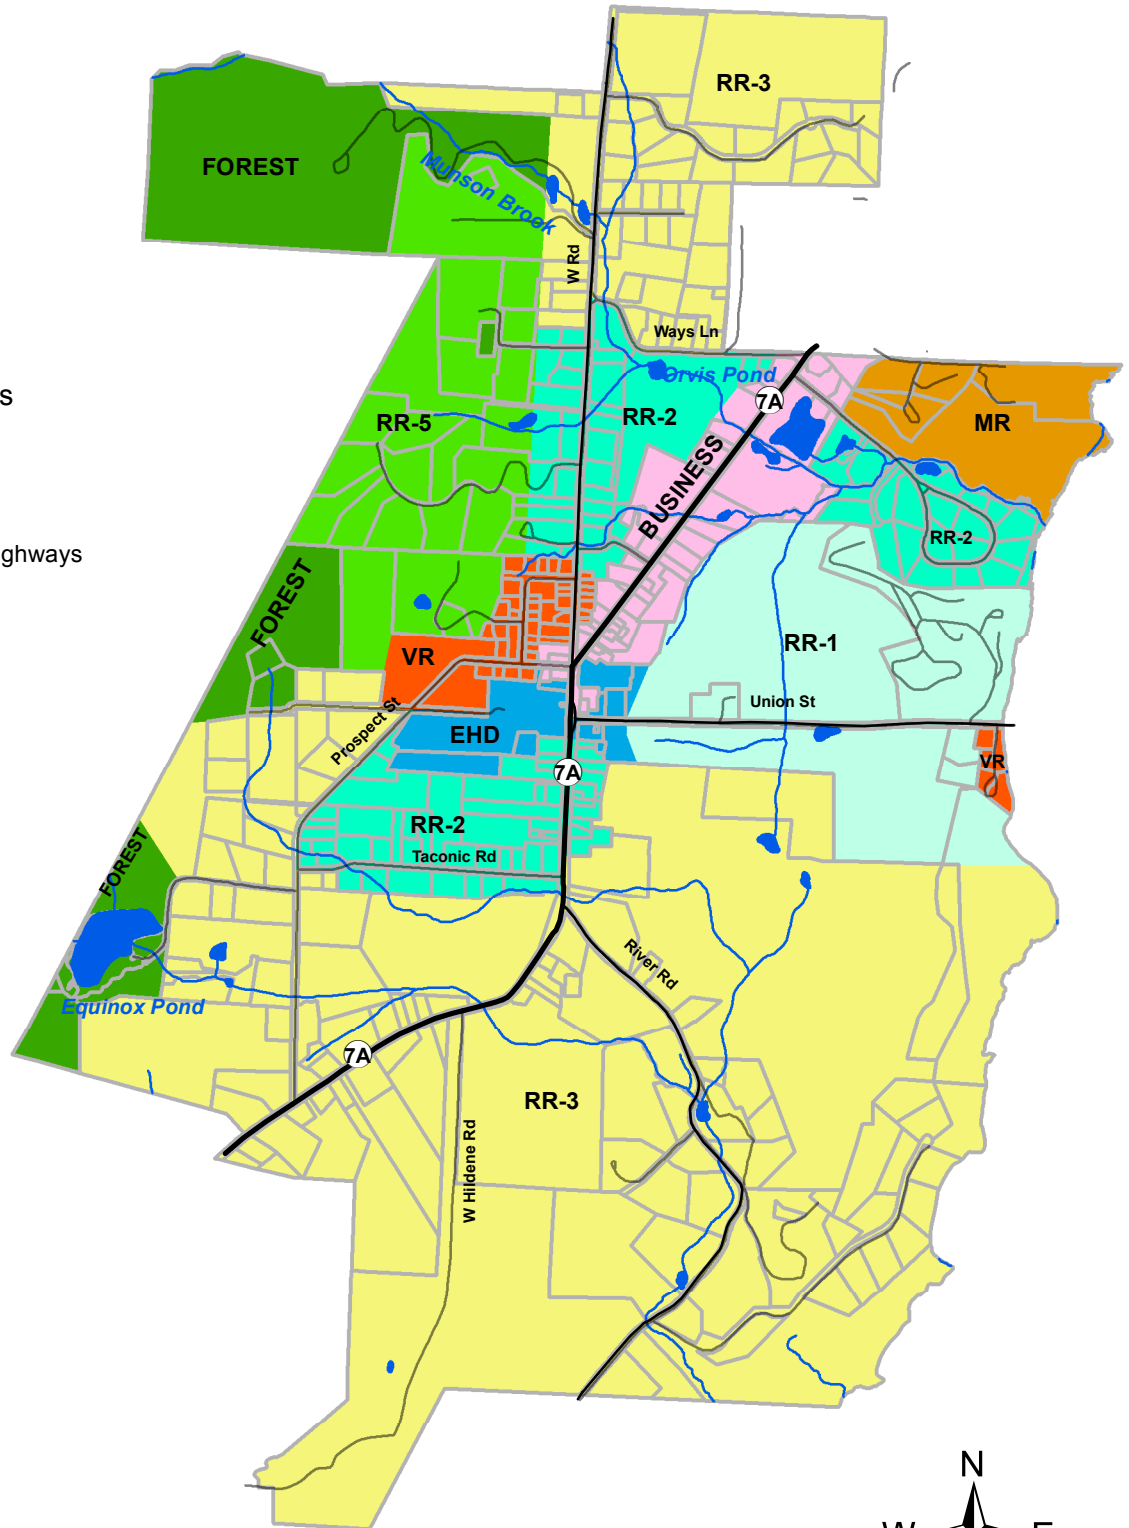 RR-3
FOREST
Munson Brook
W Rd
Ways Ln
Orvis Pond
7A
s
RR-5
RR-2
MR
BUSINESS
ghways
RR-2
FOREST
VR
RR-1
Union St
Prospect St
EHD
VR
7A
RR-2
Taconic Rd
FOREST
River Rd
Equinox Pond
7A
RR-3
W Hildene Rd
N
W E